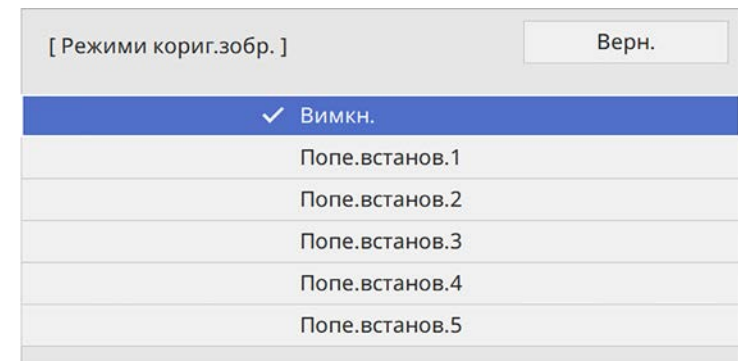 [ Режими кориг.зобр. ]
Верн.
Вимкн.
Попе.встанов.1
Попе.встанов.2
Попе.встанов.3
Попе.встанов.4
Попе.встанов.5